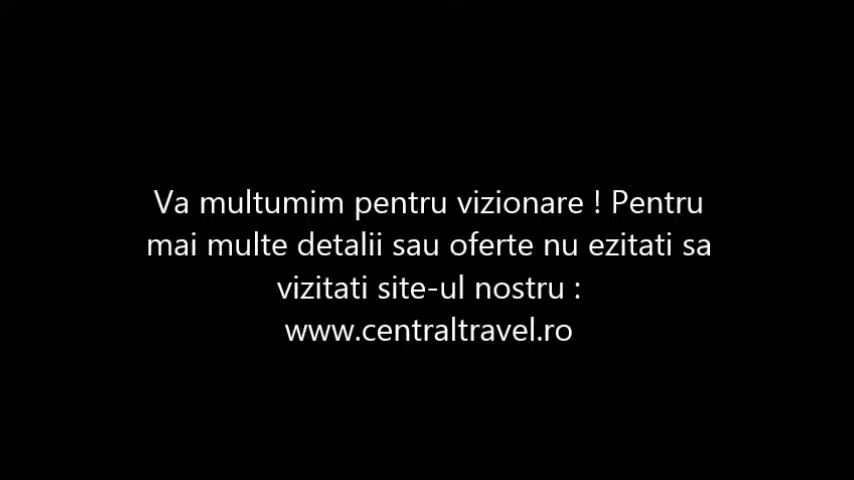 Va multumim pentru vizionare ! Pentru
mai multe detalii sau oferte nu ezitati sa
vizitati site-ul nostru :
www.centraltravel.ro